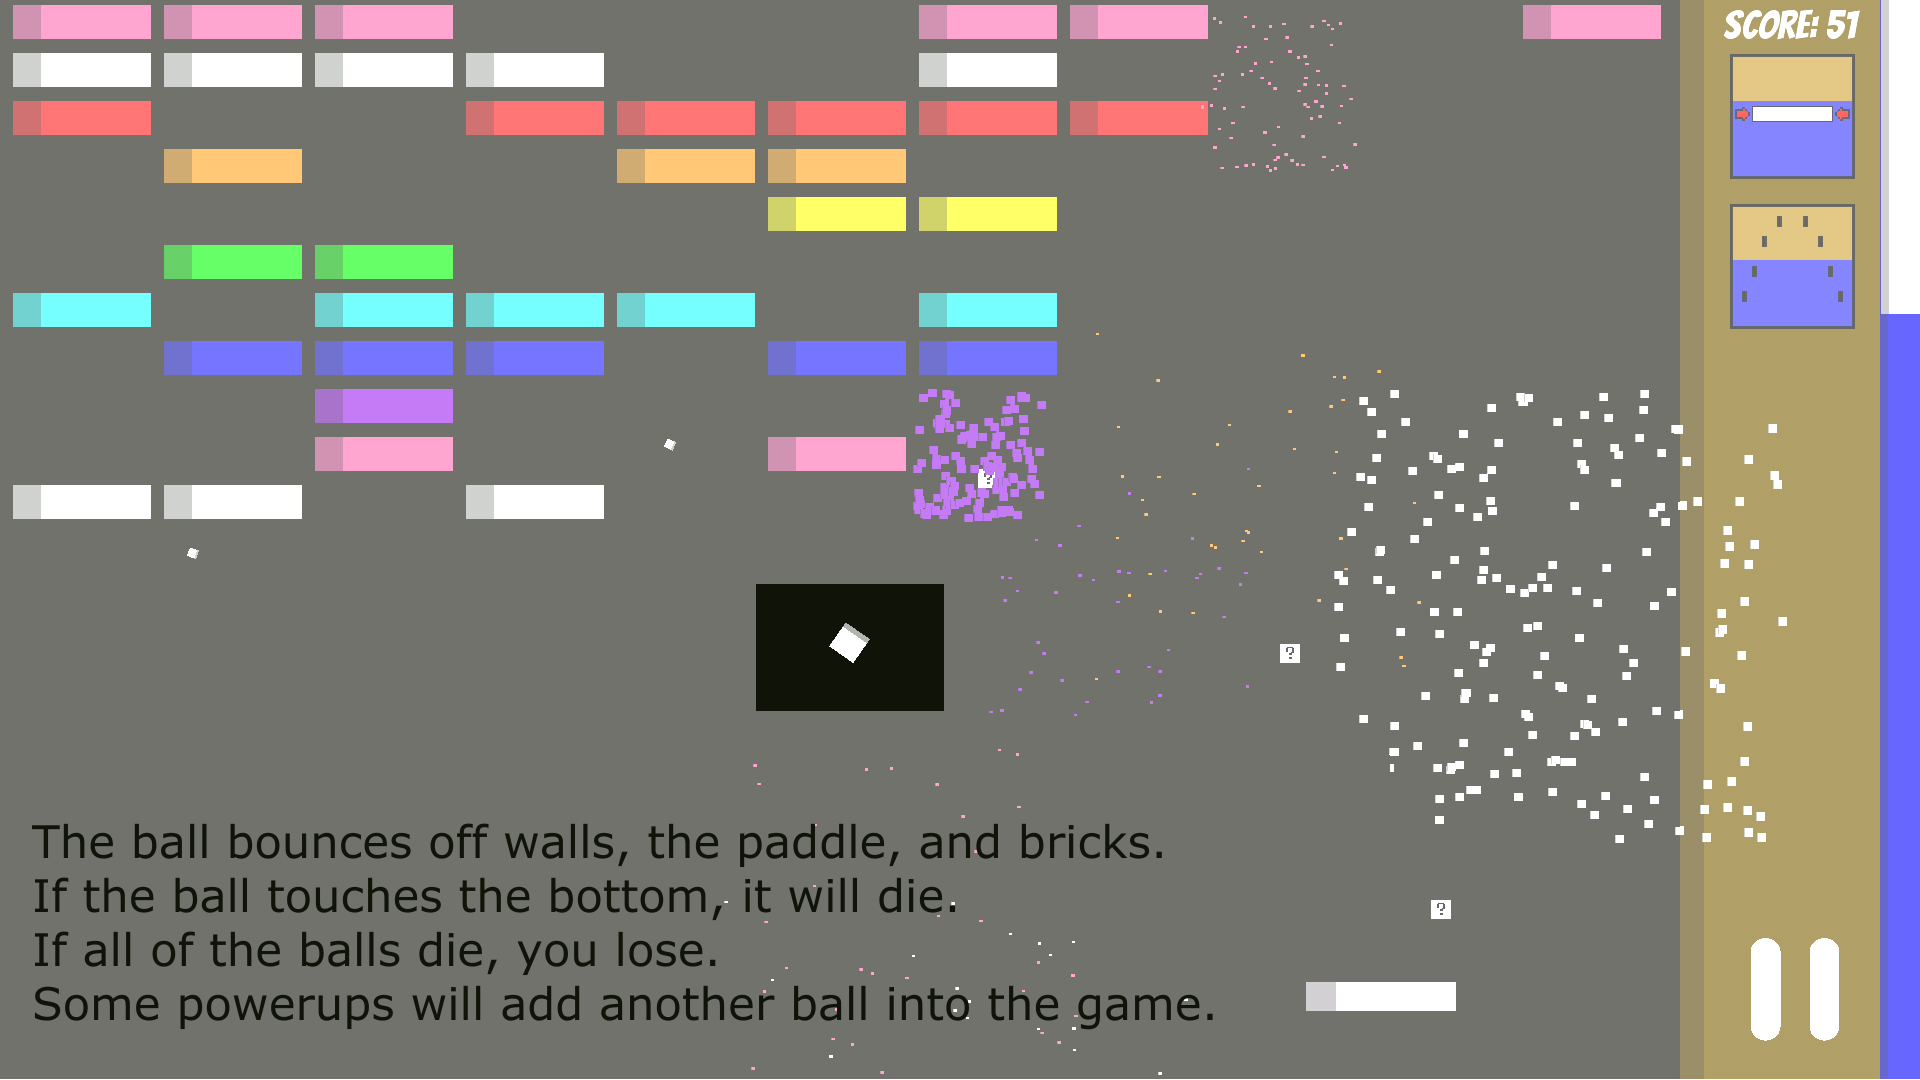 SCORE: 51
?
?
?
The ball bounces off walls, the paddle, and bricks.
If the ball touches the bottom, it will die.
If all of the balls die, you lose.
Some powerups will add another ball into the game.